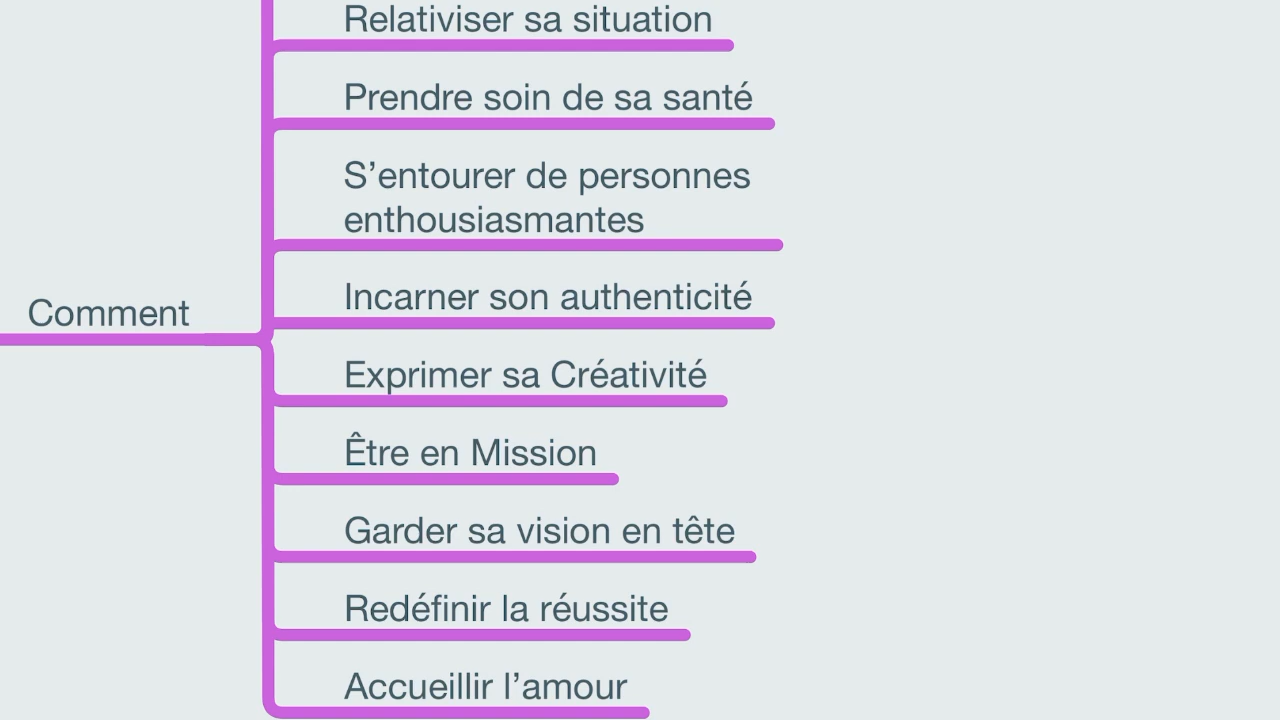 Relativiser sa situation
Prendre soin de sa santé
S’entourer de personnes
enthousiasmantes
Incarner son authenticité
Comment
Exprimer sa Créativité
Être en Mission
Garder sa vision en tête
Redéfinir la réussite
Accueillir l’amour